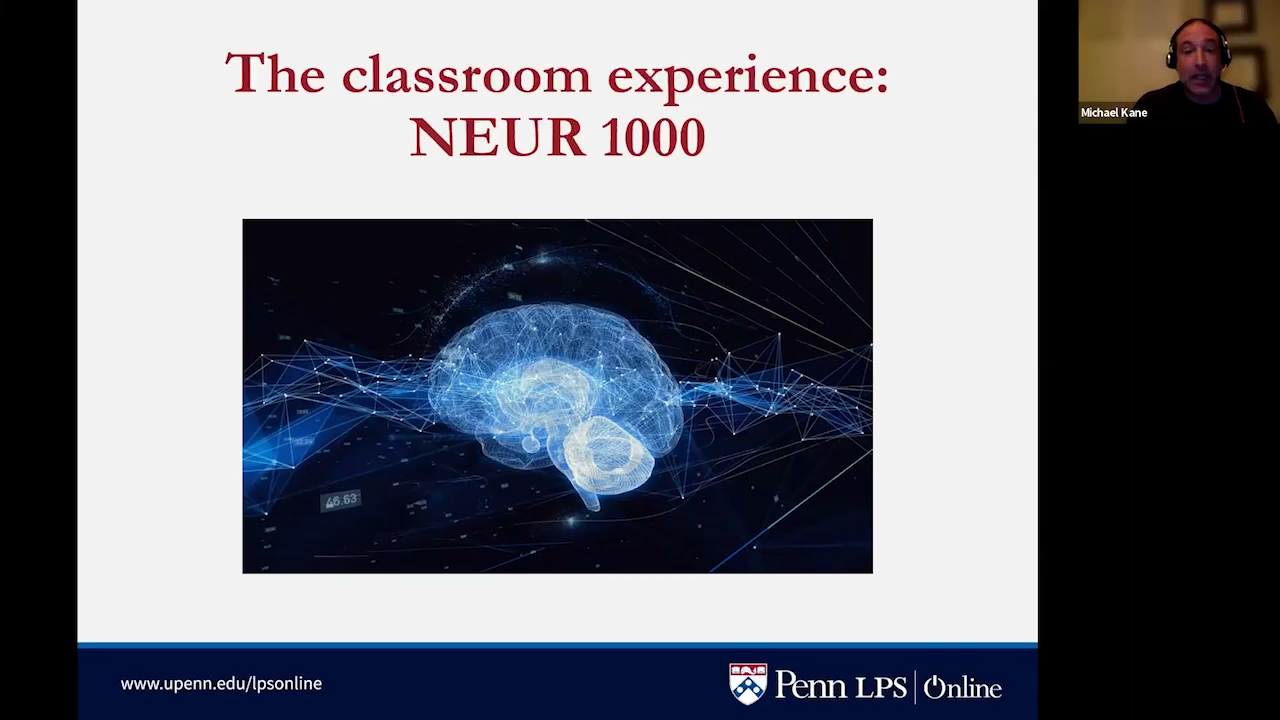 The classroom experience:
NEUR 1000
Michael Kane
46.63
www.upenn.edu/lpsonline
Penn LPS | Online